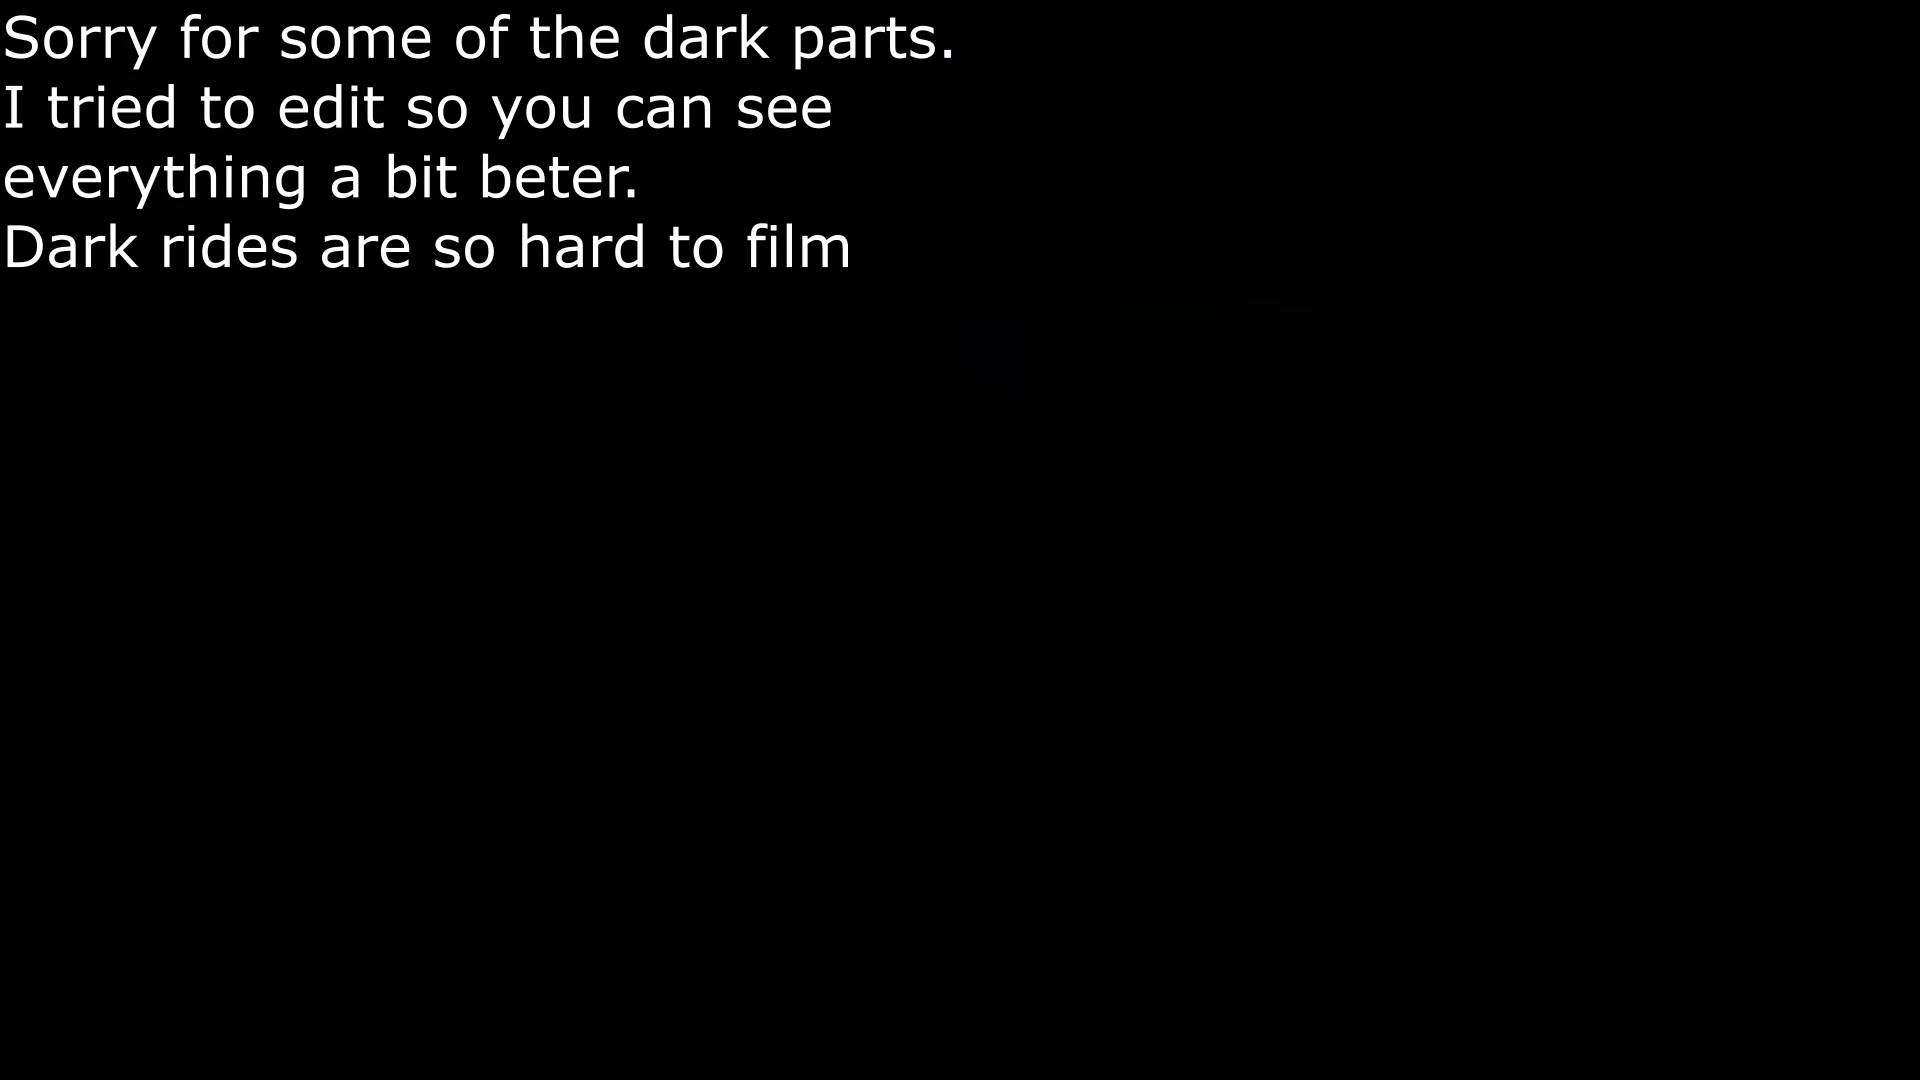 Sorry for some of the dark parts.
I tried to edit so you can see
everything a bit beter.
Dark rides are so hard to film